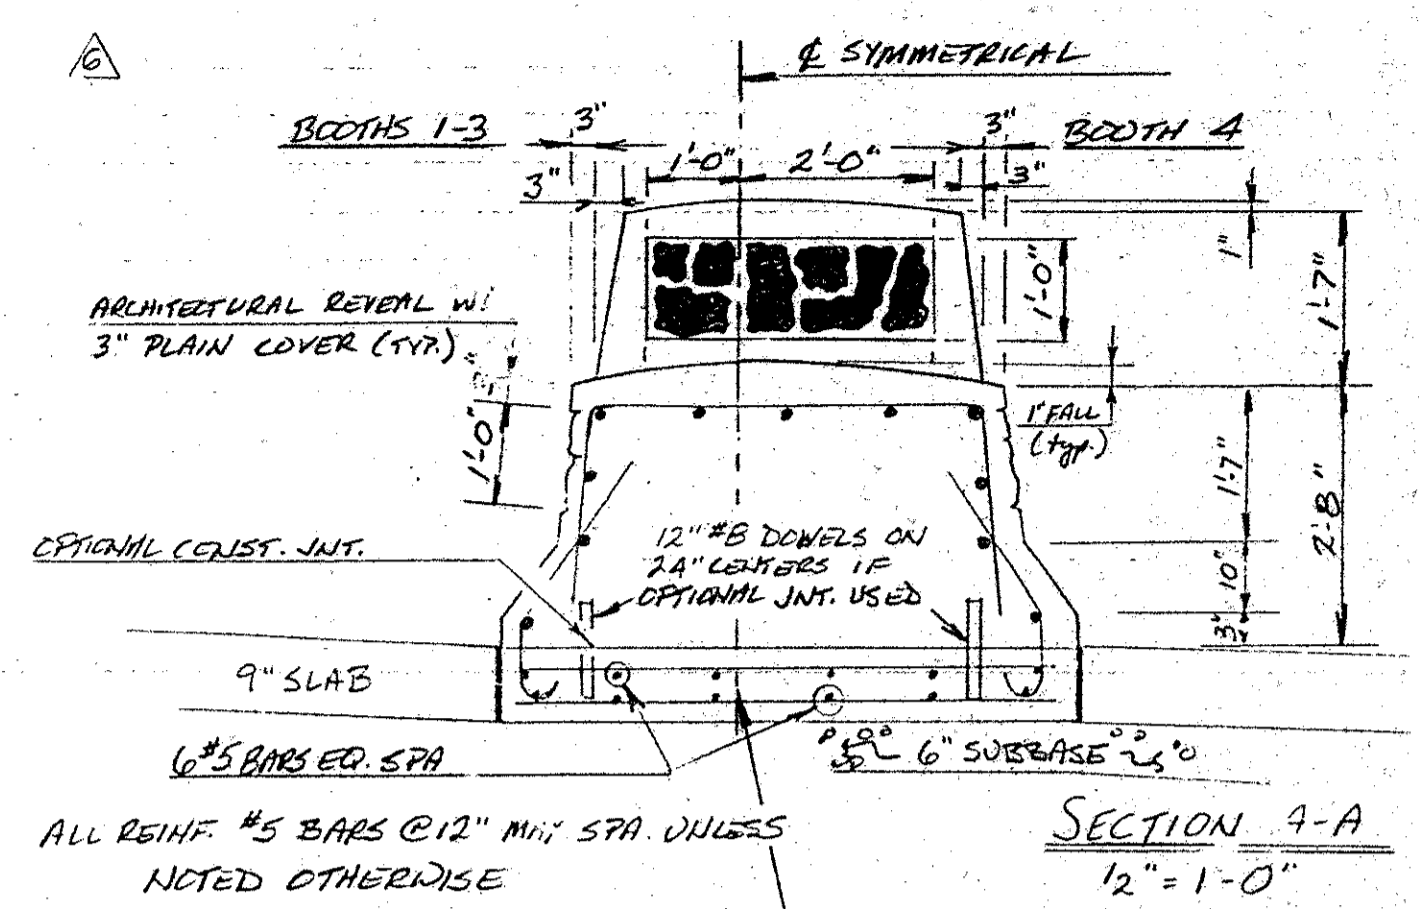 6
℄ SYMMETRICAL
BOOTHS 1-3
3"
3"
BOOTH 4
1'-0"
2'-0"
3"
3"
1"
1'-0"
1'-7"
ARCHITECTURAL REVEAL W/
3" PLAIN COVER (TYP.)
1'-0"
1" FALL
(typ.)
1'-7"
2'-8"
10"
3"
OPTIONAL CONST. JNT.
12" #8 DOWELS ON
24" CENTERS IF
OPTIONAL JNT. USED
9" SLAB
6 #5 BARS EQ. SPA
6" SUBBASE
ALL REINF. #5 BARS @ 12" SPA. UNLESS
NOTED OTHERWISE
SECTION A-A
1/2" = 1-0"